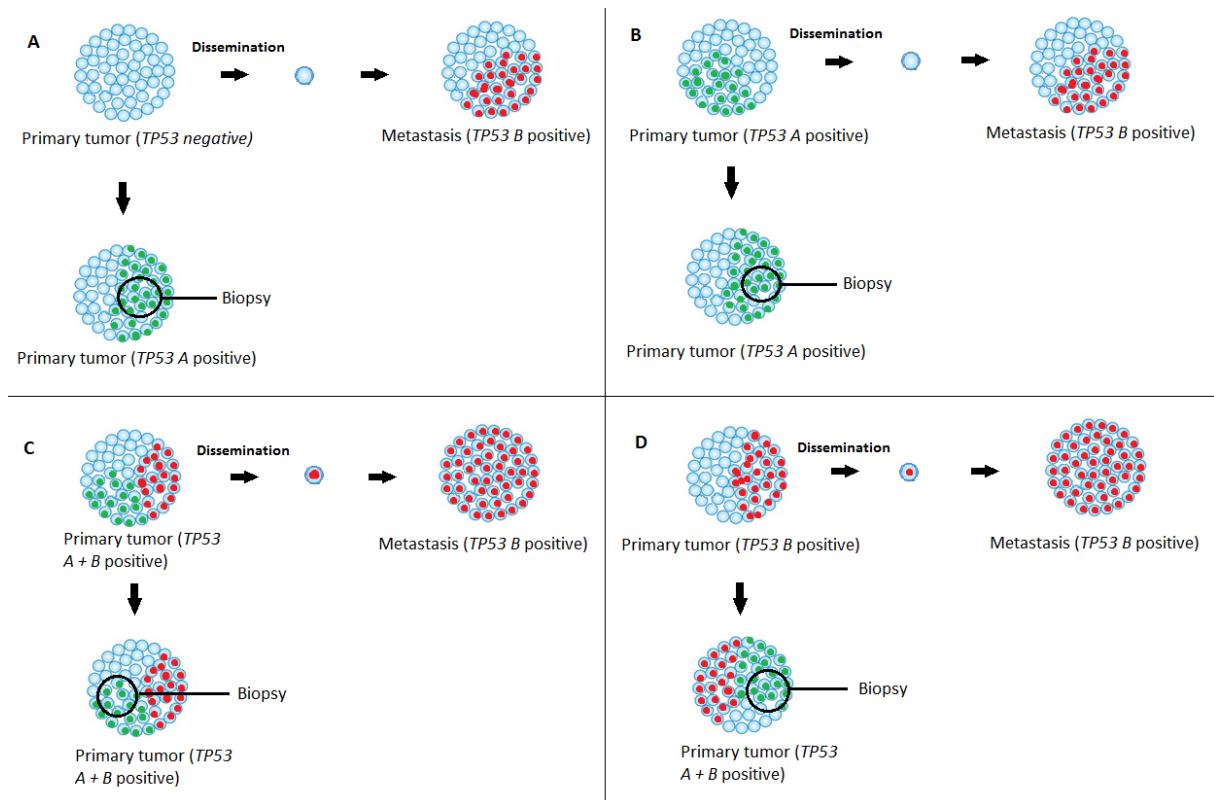 A
Dissemination
Primary tumor (TP53 negative)
Metastasis (TP53 B positive)
Biopsy
Primary tumor (TP53 A positive)
B
Dissemination
Primary tumor (TP53 A positive)
Metastasis (TP53 B positive)
Biopsy
Primary tumor (TP53 A positive)
C
Dissemination
Primary tumor (TP53
A + B positive)
Metastasis (TP53 B positive)
Biopsy
Primary tumor (TP53
A + B positive)
D
Dissemination
Primary tumor (TP53 B positive)
Metastasis (TP53 B positive)
Biopsy
Primary tumor (TP53
A + B positive)